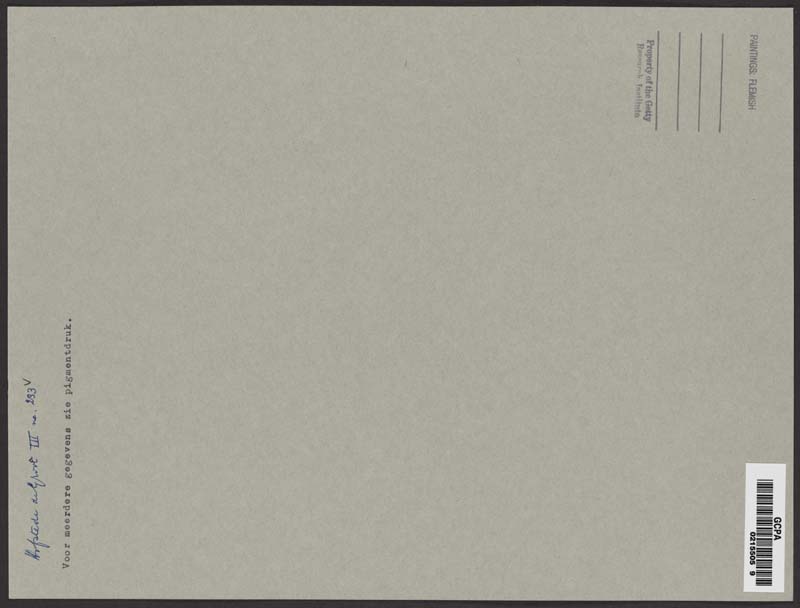 PAINTINGS: FLEMISH
Property of the Getty
Research Institute
Hofstede de Groot III no. 293 V
Voor meerdere gegevens zie pigmentdruk.
GCPA
0215505 9